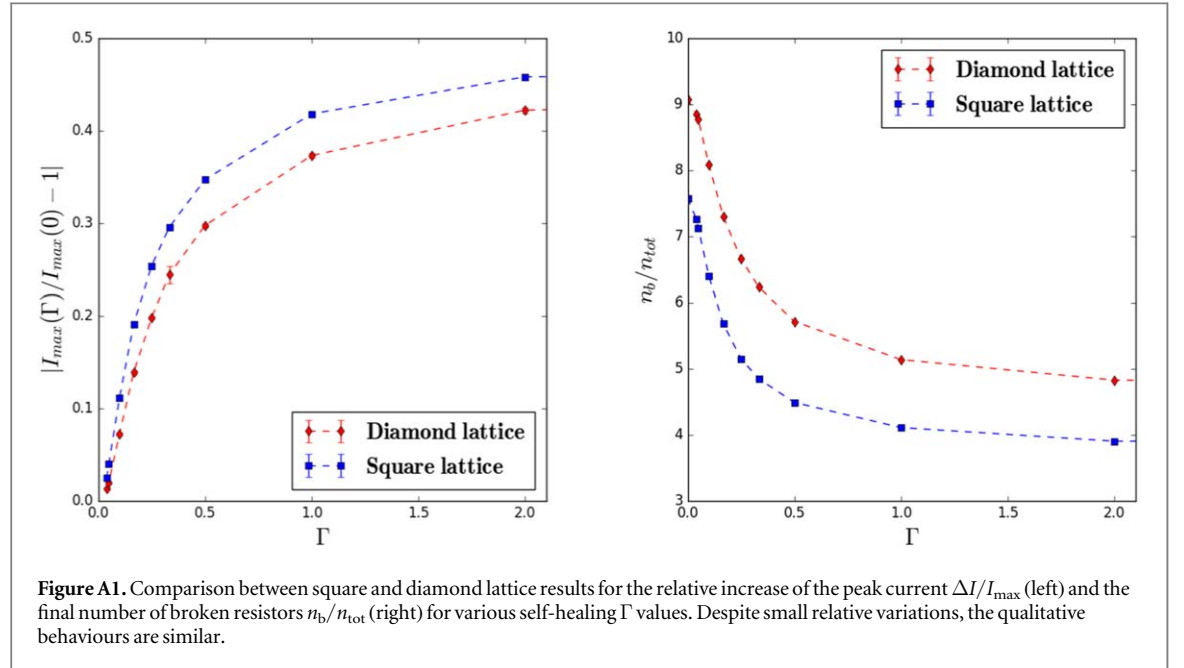 0.5
0.4
0.3
0.2
0.1
0.0
|I_max(Γ)/I_max(0) − 1|
0.0 0.5 1.0 1.5 2.0
Γ
Diamond lattice
Square lattice
10
9
8
7
6
5
4
3
n_b/n_tot
0.0 0.5 1.0 1.5 2.0
Γ
Diamond lattice
Square lattice
Figure A1. Comparison between square and diamond lattice results for the relative increase of the peak current ΔI/I_max (left) and the
final number of broken resistors n_b/n_tot (right) for various self-healing Γ values. Despite small relative variations, the qualitative
behaviours are similar.